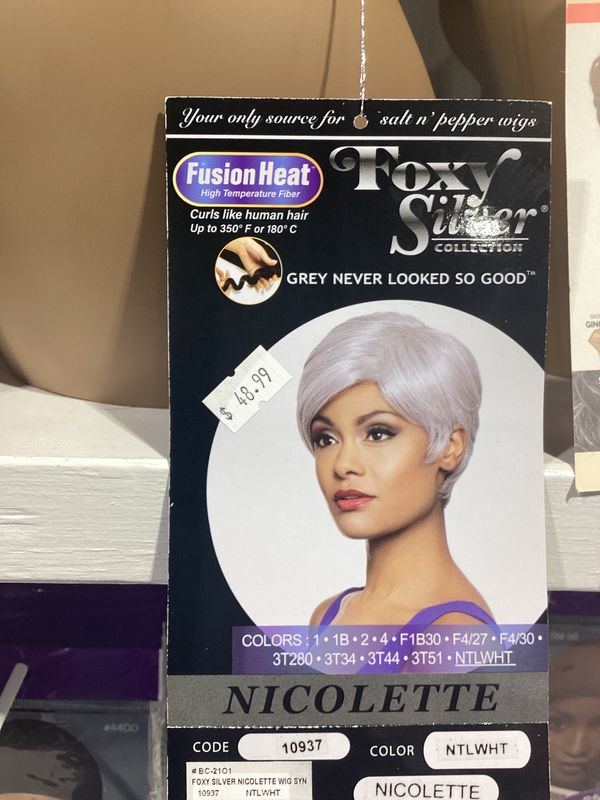 Your only source for salt n' pepper wigs
Fusion Heat™
High Temperature Fiber
Curls like human hair
Up to 350° F or 180° C
Foxy
Silver®
COLLECTION
GREY NEVER LOOKED SO GOOD™
$ 48.99
COLORS : 1 • 1B • 2 • 4 • F1B30 • F4/27 • F4/30 •
3T280 • 3T34 • 3T44 • 3T51 • NTLWHT
NICOLETTE
CODE 10937 COLOR NTLWHT
# BC-2101
FOXY SILVER NICOLETTE WIG SYN
10937 NTLWHT
NICOLETTE
#4400